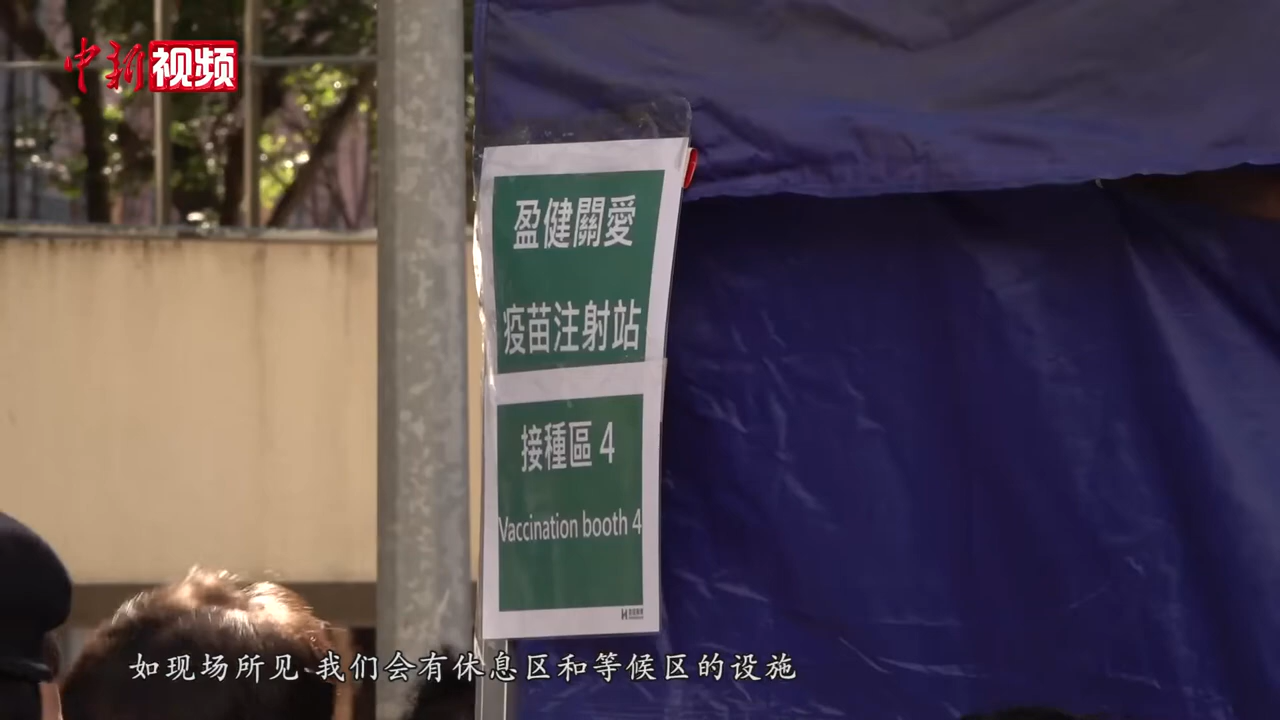 中新视频
盈健關愛
疫苗注射站
接種區 4
Vaccination booth 4
如现场所见 我们会有休息区和等候区的设施